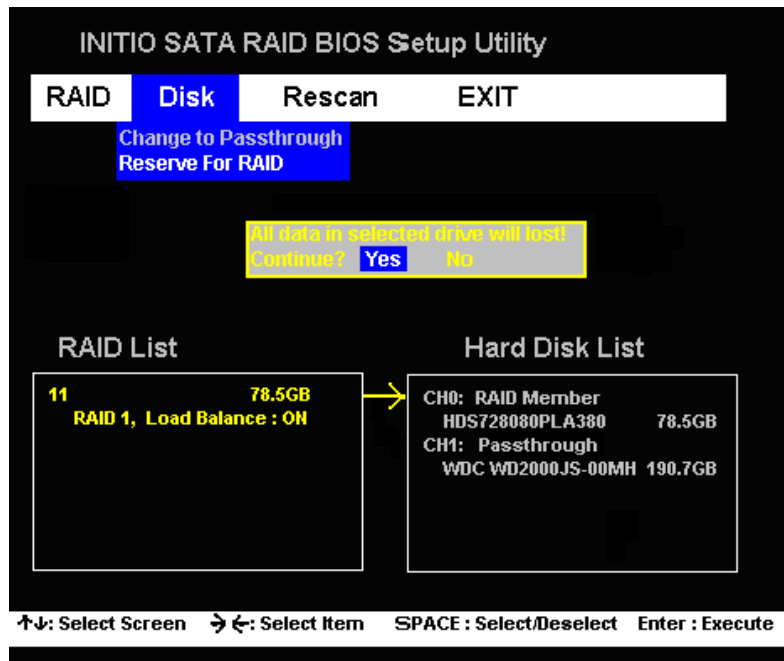 INITIO SATA RAID BIOS Setup Utility
RAID Disk Rescan EXIT
Change to Passthrough
Reserve For RAID
All data in selected drive will lost!
Continue? Yes No
RAID List
11 78.5GB
RAID 1, Load Balance : ON
Hard Disk List
CH0: RAID Member
HDS728080PLA380 78.5GB
CH1: Passthrough
WDC WD2000JS-00MH 190.7GB
↑↓: Select Screen →←: Select Item SPACE : Select/Deselect Enter : Execute